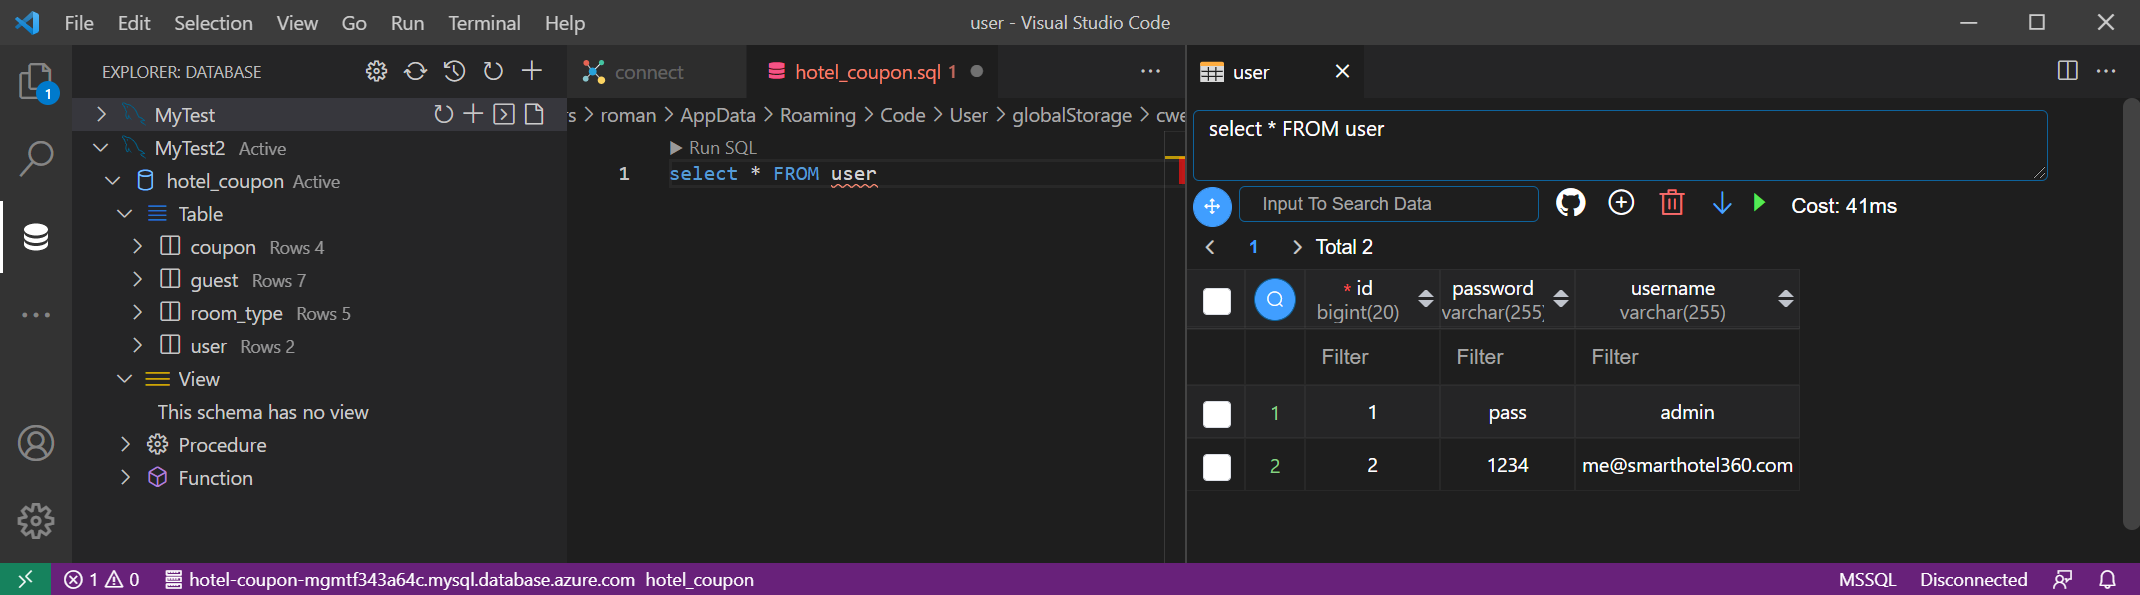 File Edit Selection View Go Run Terminal Help
user - Visual Studio Code
1
EXPLORER: DATABASE
MyTest
MyTest2 Active
hotel_coupon Active
Table
coupon Rows 4
guest Rows 7
room_type Rows 5
user Rows 2
View
This schema has no view
Procedure
Function
connect
hotel_coupon.sql 1
s > roman > AppData > Roaming > Code > User > globalStorage > cwe
Run SQL
1 select * FROM user
user
select * FROM user
Input To Search Data
Cost: 41ms
1 Total 2
* id password username
bigint(20) varchar(255) varchar(255)
Filter Filter Filter
1 1 pass admin
2 2 1234 me@smarthotel360.com
1 0 hotel-coupon-mgmtf343a64c.mysql.database.azure.com hotel_coupon
MSSQL Disconnected